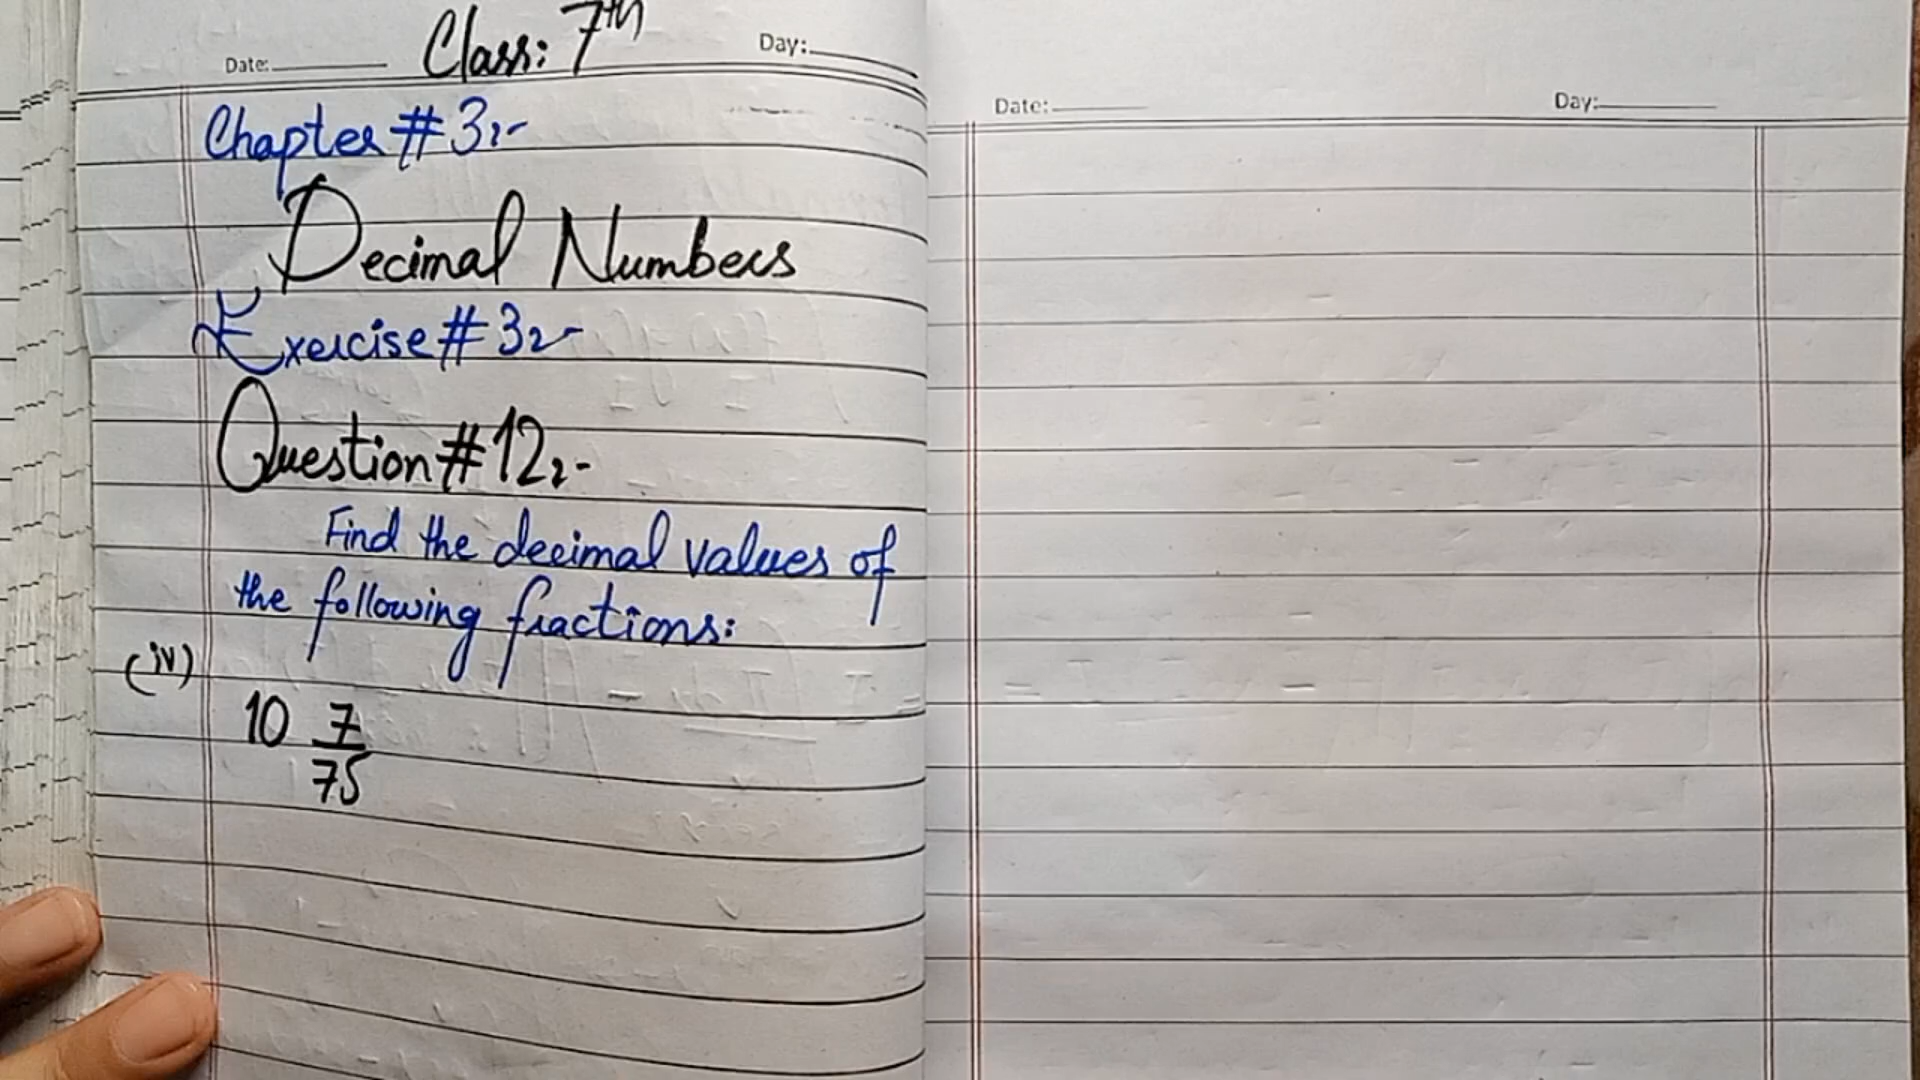 Date: Class: 7th Day:
Chapter # 3:-
Decimal Numbers
Exercise # 3:-
Question # 12:-
Find the decimal values of
the following fractions:
(iv)
10 7/75
Date: Day: